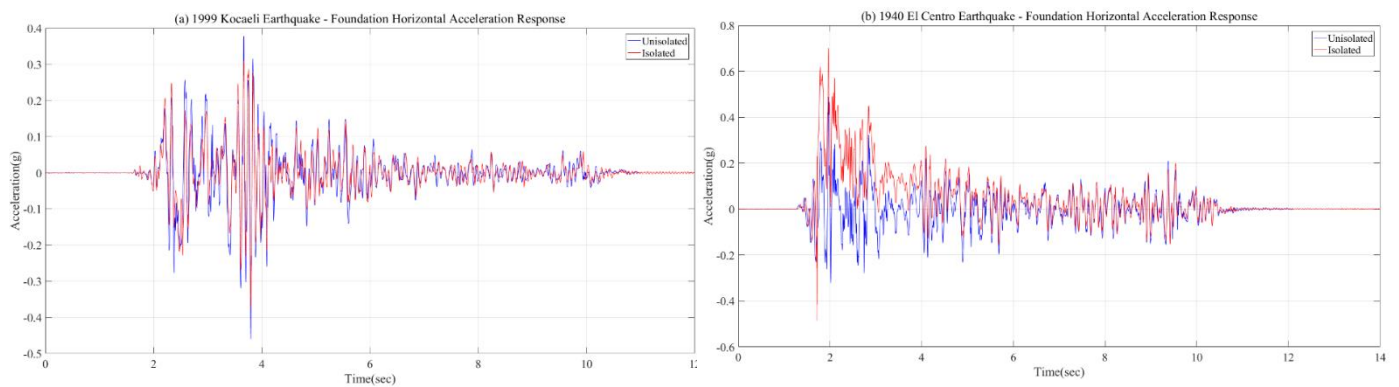 (a) 1999 Kocaeli Earthquake - Foundation Horizontal Acceleration Response
0.4
0.3
0.2
0.1
0
-0.1
-0.2
-0.3
-0.4
-0.5
Acceleration(g)
Unisolated
Isolated
0 2 4 6 8 10 12
Time(sec)
(b) 1940 El Centro Earthquake - Foundation Horizontal Acceleration Response
0.8
0.6
0.4
0.2
0
-0.2
-0.4
-0.6
Acceleration(g)
Unisolated
Isolated
0 2 4 6 8 10 12 14
Time(sec)